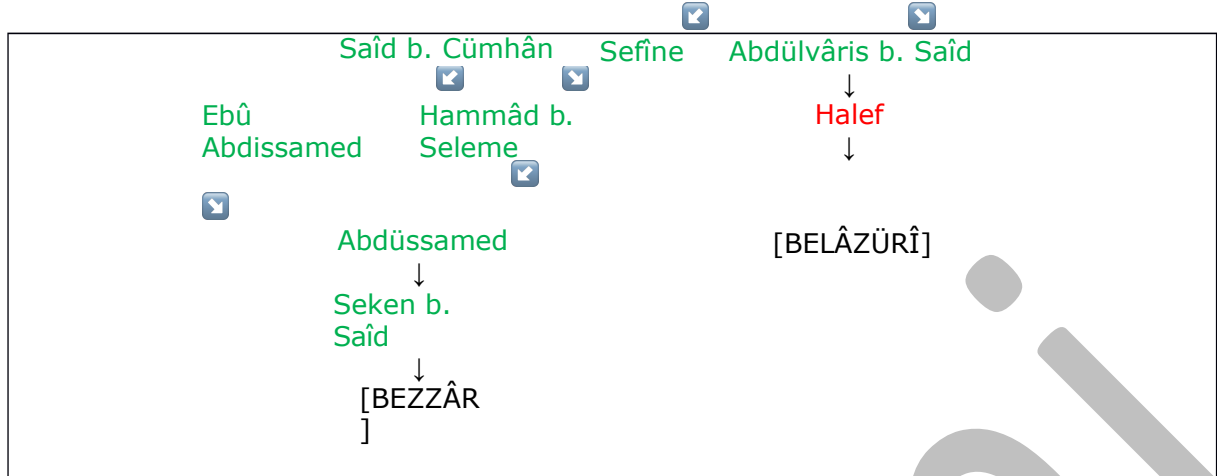 Saîd b. Cümhân Sefîne Abdülvâris b. Saîd
↓
Ebû Hammâd b. Halef
Abdissamed Seleme ↓
Abdüssamed [BELÂZÜRÎ]
↓
Seken b.
Saîd
↓
[BEZZÂR
]